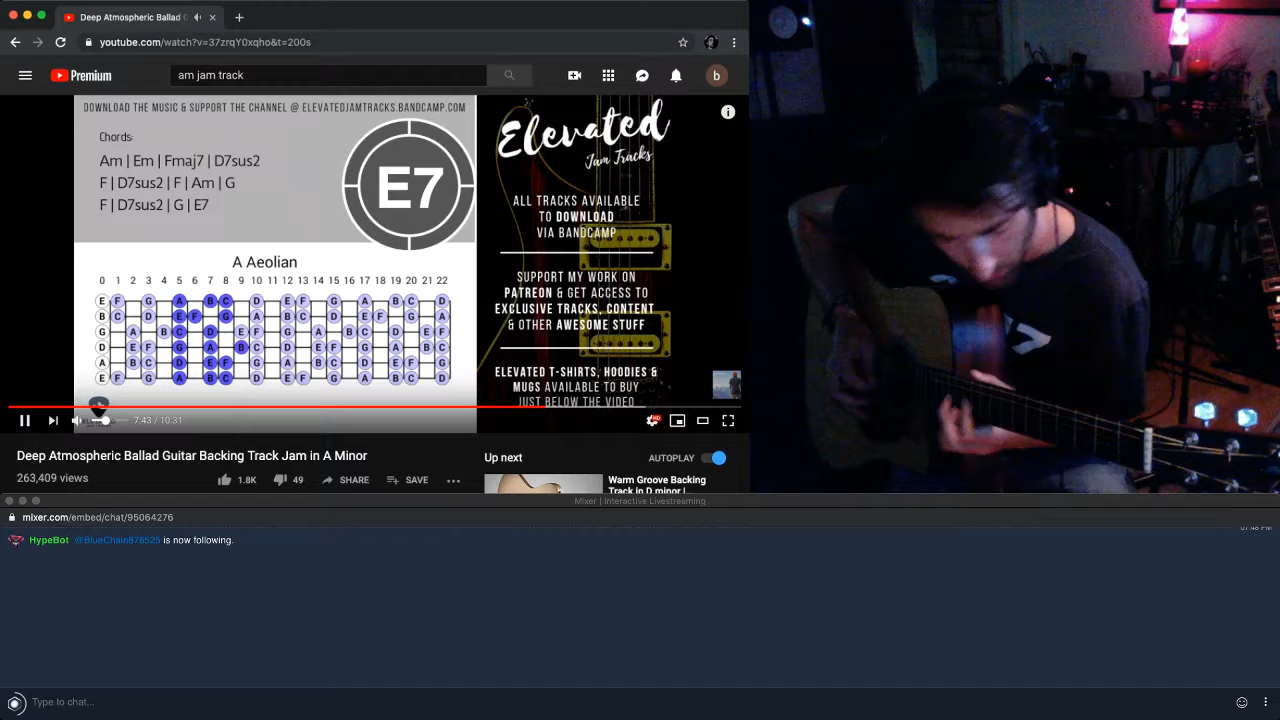 Deep Atmospheric Ballad G
youtube.com/watch?v=37zrqY0xqho&t=200s
Premium
am jam track
b
DOWNLOAD THE MUSIC & SUPPORT THE CHANNEL @ ELEVATEDJAMTRACKS.BANDCAMP.COM
Chords:
Am | Em | Fmaj7 | D7sus2
F | D7sus2 | F | Am | G
F | D7sus2 | G | E7
E7
A Aeolian
0 1 2 3 4 5 6 7 8 9 10 11 12 13 14 15 16 17 18 19 20 21 22
E F G A B C D E F G A B C D
B C D E F G A B C D E F G A
G A B C D E F G A B C D E F
D E F G A B C D E F G A B C
A B C D E F G A B C D E F G
E F G A B C D E F G A B C D
Elevated
Jam Tracks
ALL TRACKS AVAILABLE
TO DOWNLOAD
VIA BANDCAMP
SUPPORT MY WORK ON
PATREON & GET ACCESS TO
EXCLUSIVE TRACKS, CONTENT
& OTHER AWESOME STUFF
ELEVATED T-SHIRTS, HOODIES &
MUGS AVAILABLE TO BUY
JUST BELOW THE VIDEO
7:43 / 10:31
HD
Deep Atmospheric Ballad Guitar Backing Track Jam in A Minor
263,409 views
1.8K
49
SHARE
SAVE
Up next
AUTOPLAY
Warm Groove Backing
Track in D minor |
Mixer | Interactive Livestreaming
mixer.com/embed/chat/95064276
07:48 PM
HypeBot @BlueChain876525 is now following.
Type to chat...